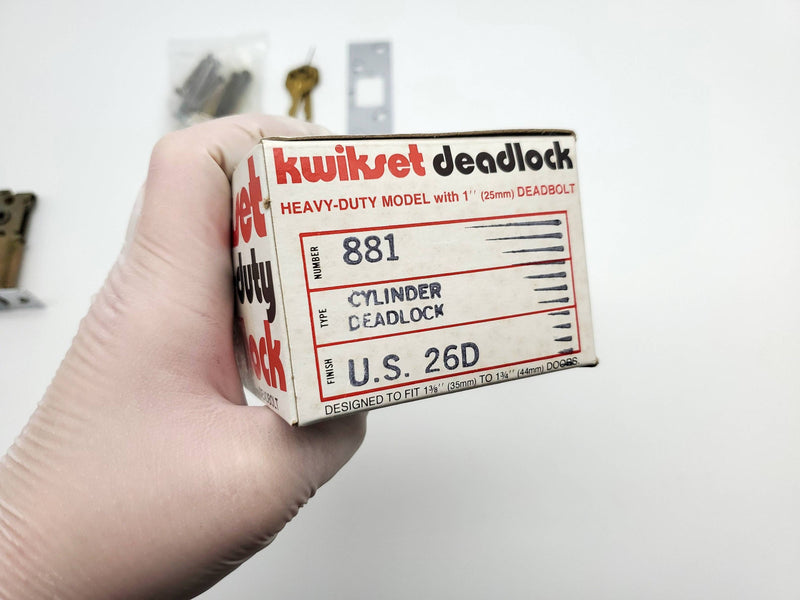 kwikset deadlock
HEAVY-DUTY MODEL with 1'' (25mm) DEADBOLT
NUMBER 881
TYPE CYLINDER
DEADLOCK
FINISH U.S. 26D
DESIGNED TO FIT 1⅜'' (35mm) TO 1¾'' (44mm) DOORS.
set
duty
lock